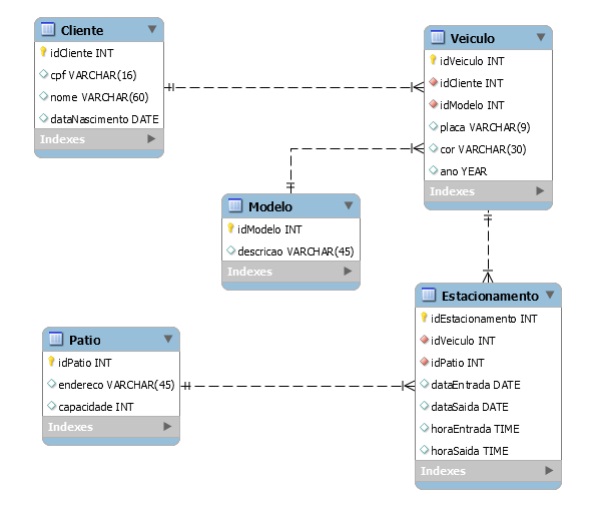 Cliente
idCliente INT
cpf VARCHAR(16)
nome VARCHAR(60)
dataNascimento DATE
Indexes
Veiculo
idVeiculo INT
idCliente INT
idModelo INT
placa VARCHAR(9)
cor VARCHAR(30)
ano YEAR
Indexes
Modelo
idModelo INT
descricao VARCHAR(45)
Indexes
Patio
idPatio INT
endereco VARCHAR(45)
capacidade INT
Indexes
Estacionamento
idEstacionamento INT
idVeiculo INT
idPatio INT
dataEntrada DATE
dataSaida DATE
horaEntrada TIME
horaSaida TIME
Indexes